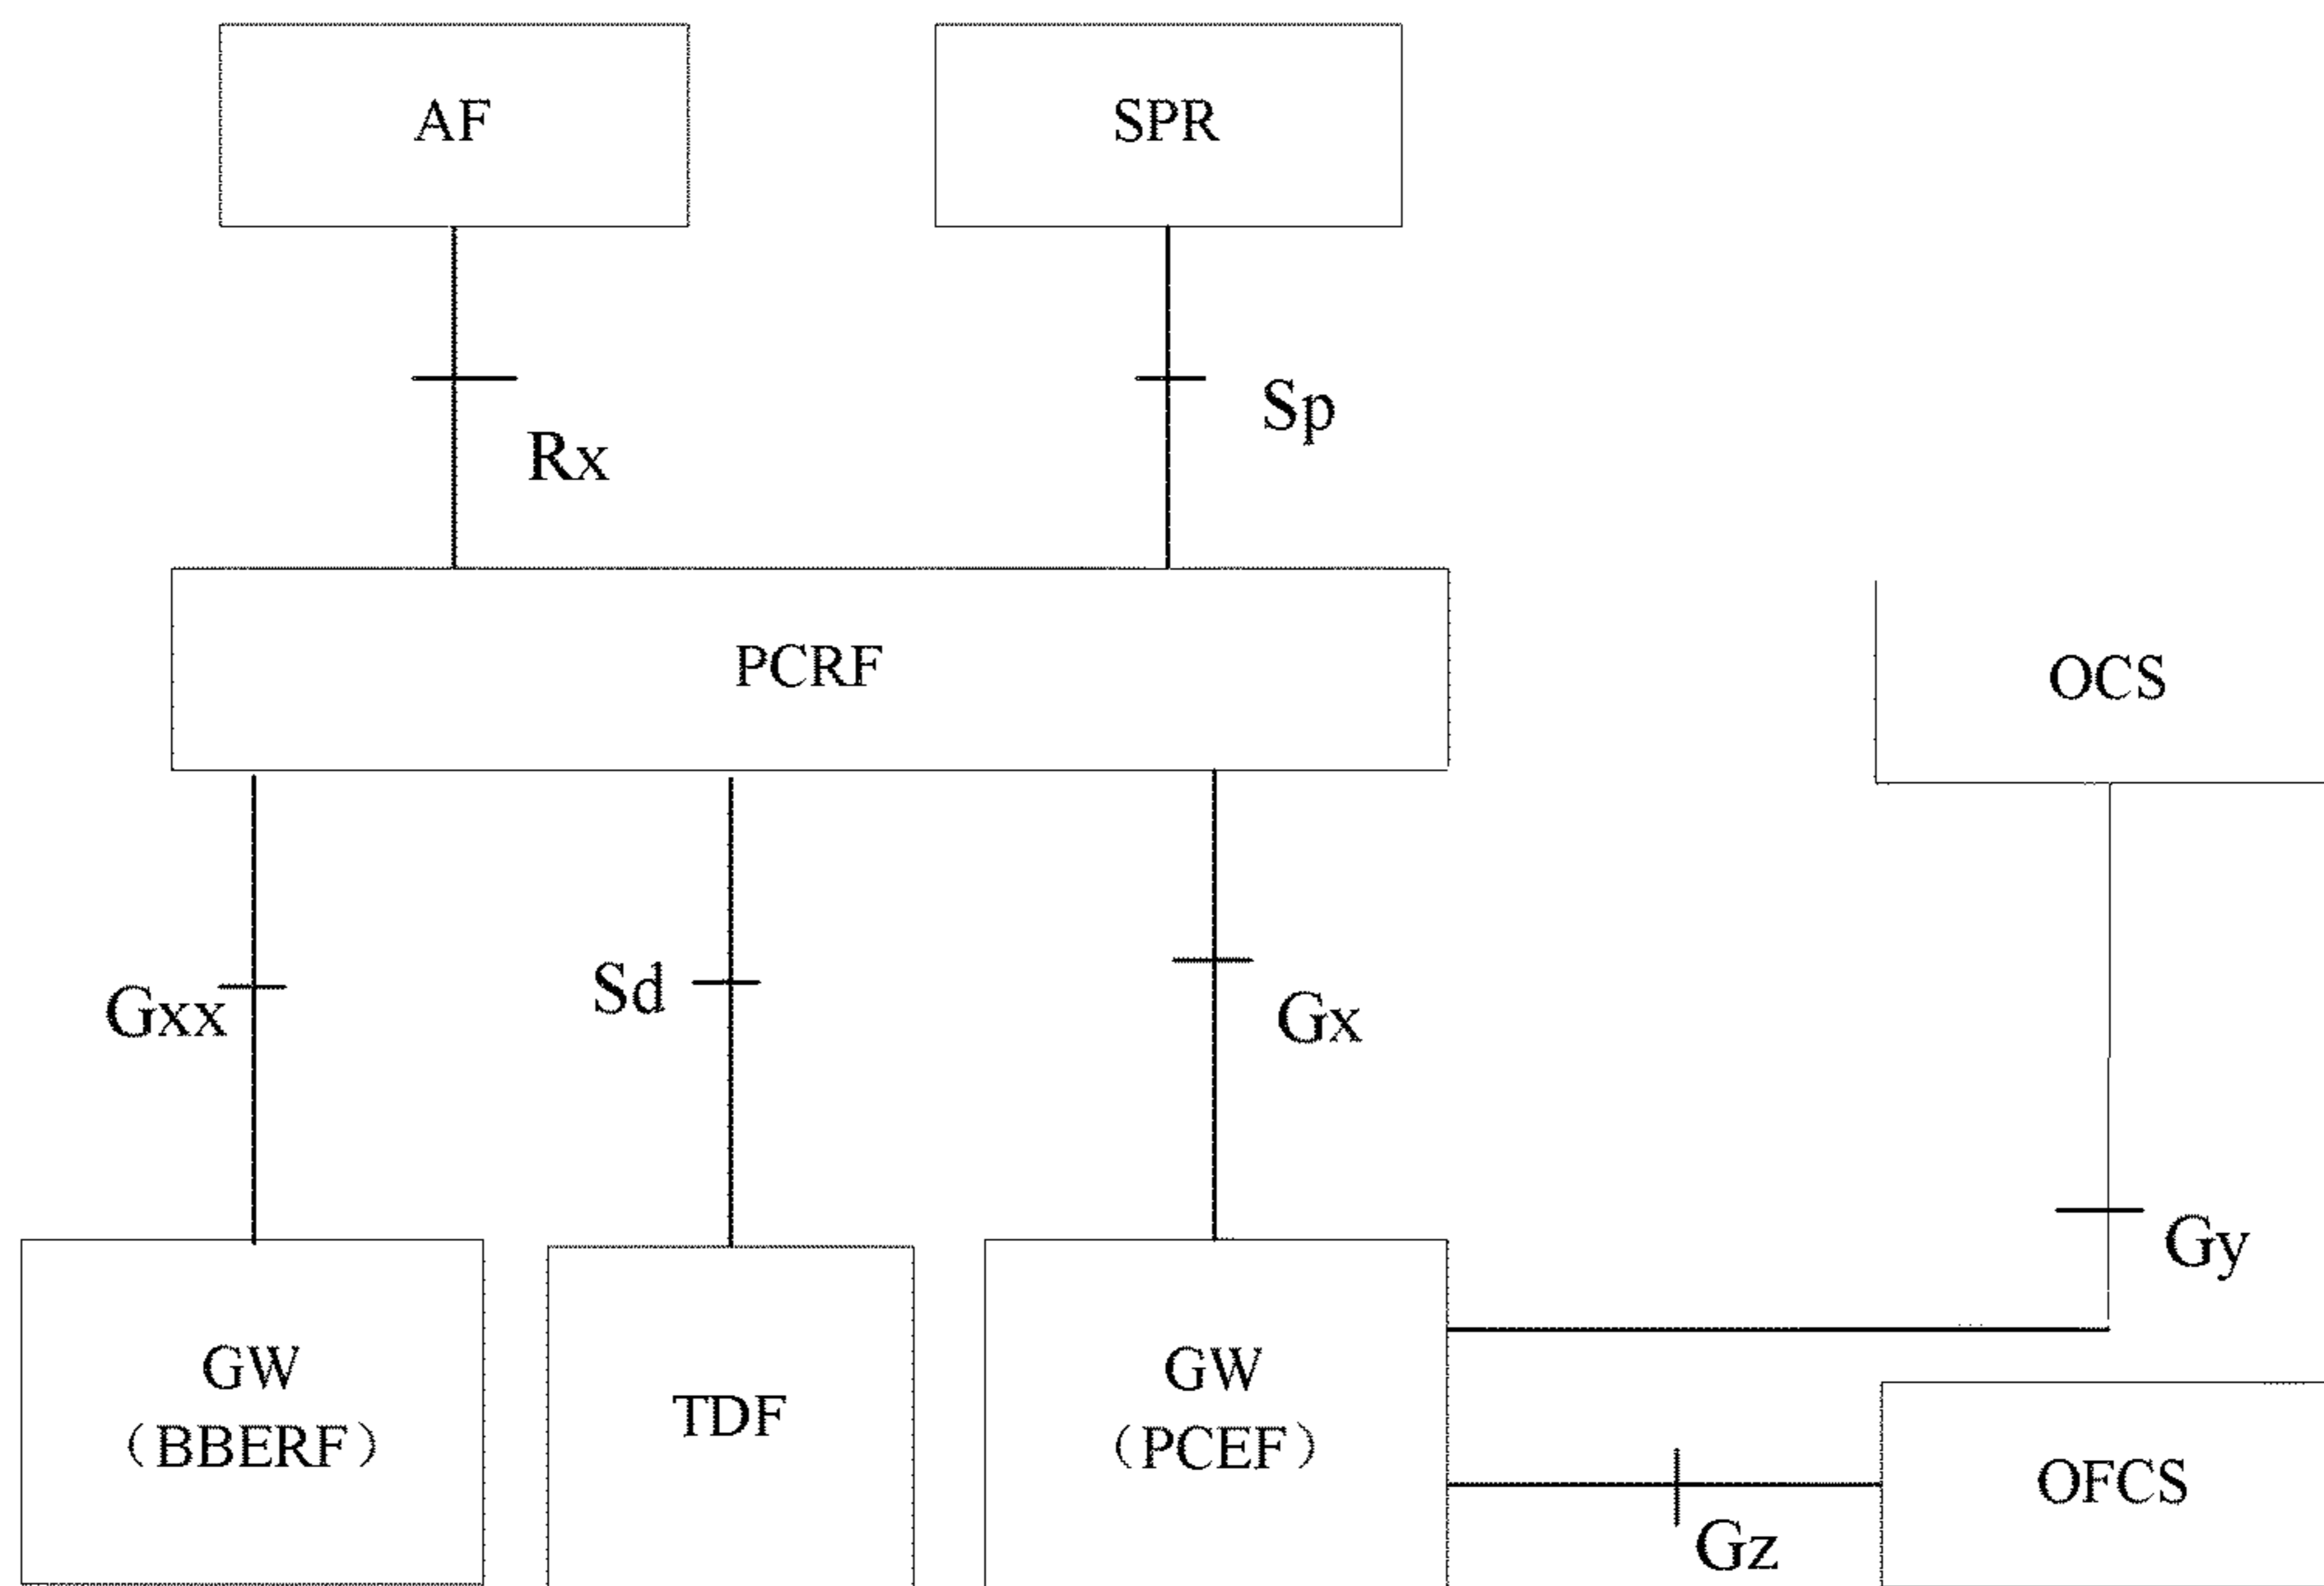 AF
SPR
Rx
Sp
PCRF
OCS
Gxx
Sd
Gx
Gy
GW
（BBERF）
TDF
GW
（PCEF）
OFCS
Gz